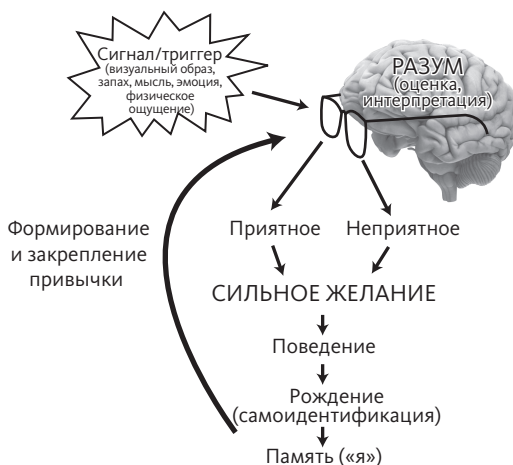 Сигнал/триггер
(визуальный образ,
запах, мысль, эмоция,
физическое
ощущение)
РАЗУМ
(оценка,
интерпретация)
Формирование
и закрепление
привычки
Приятное
Неприятное
СИЛЬНОЕ ЖЕЛАНИЕ
Поведение
Рождение
(самоидентификация)
Память («я»)